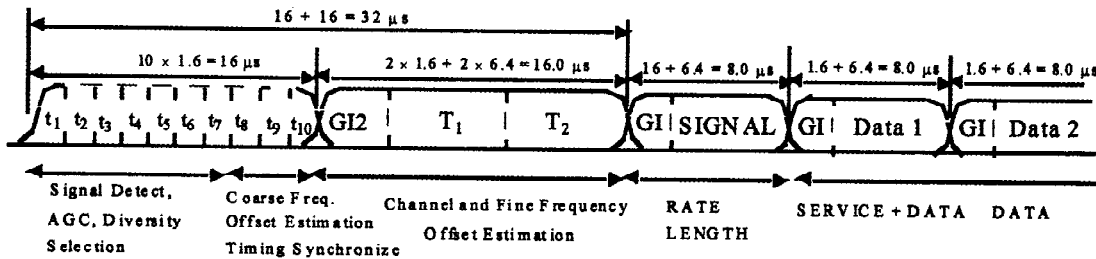 16 + 16 = 32 μs
10 × 1.6 = 16 μs
2 × 1.6 + 2 × 6.4 = 16.0 μs
16 + 6.4 = 8.0 μs
1.6 + 6.4 = 8.0 μs
1.6 + 6.4 = 8.0 μs
t1 t2 t3 t4 t5 t6 t7 t8 t9 t10 GI2 T1 T2 GI SIGNAL GI Data 1 GI Data 2
Signal Detect,
AGC, Diversity
Selection
Coarse Freq.
Offset Estimation
Timing Synchronize
Channel and Fine Frequency
Offset Estimation
RATE
LENGTH
SERVICE + DATA
DATA